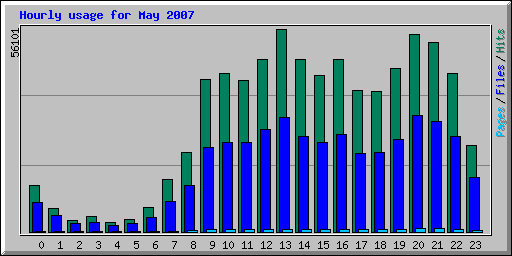 Hourly usage for May 2007
56101
Pages/Files/Hits
0 1 2 3 4 5 6 7 8 9 10 11 12 13 14 15 16 17 18 19 20 21 22 23